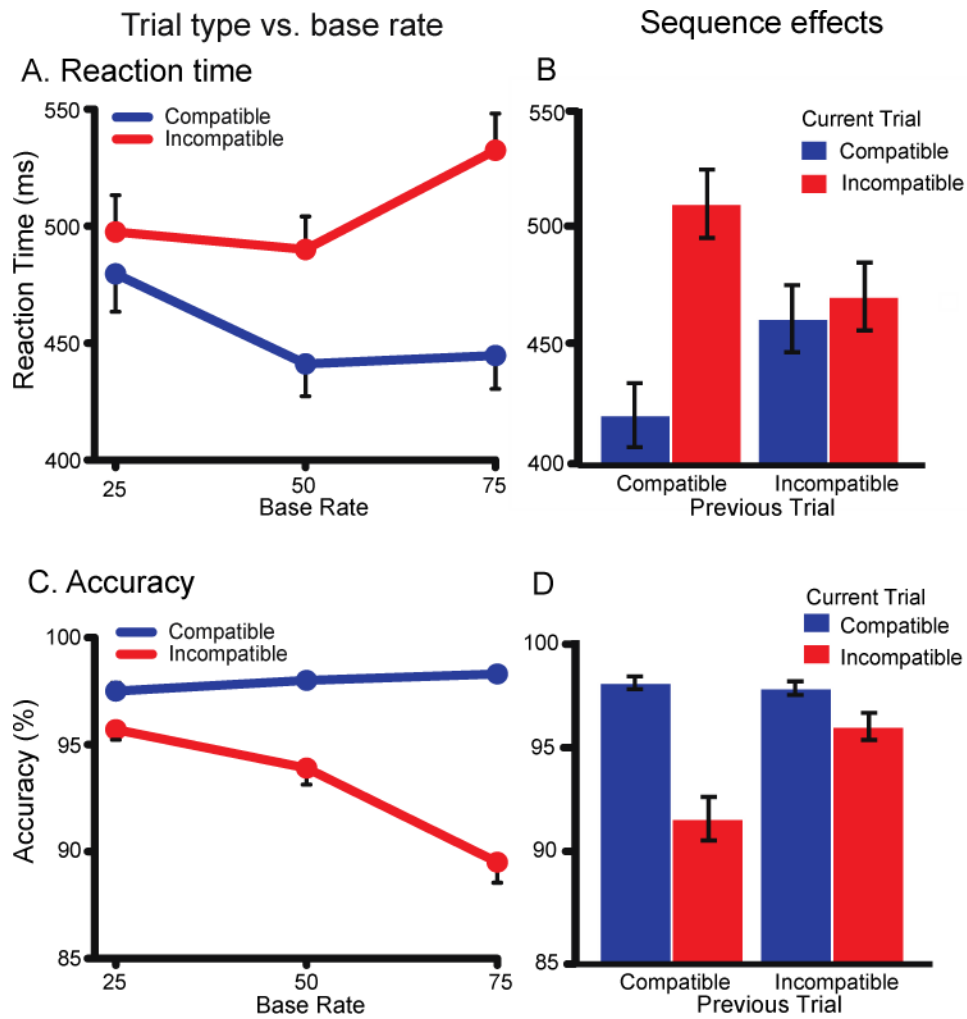 Trial type vs. base rate
Sequence effects
A. Reaction time
B
550
500
450
400
Reaction Time (ms)
Compatible
Incompatible
25
50
75
Base Rate
550
500
450
400
Current Trial
Compatible
Incompatible
Compatible
Incompatible
Previous Trial
C. Accuracy
D
100
95
90
85
Accuracy (%)
Compatible
Incompatible
25
50
75
Base Rate
100
95
90
85
Current Trial
Compatible
Incompatible
Compatible
Incompatible
Previous Trial